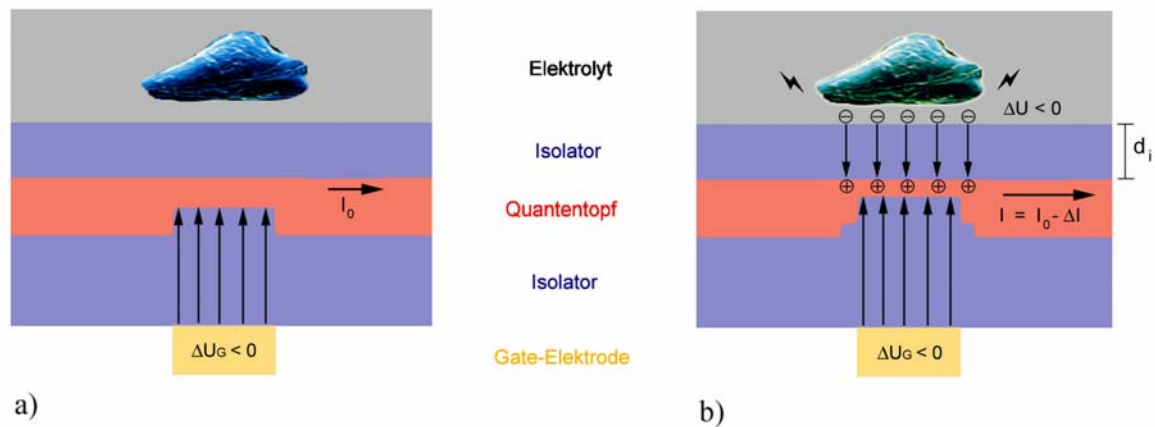 Elektrolyt
Isolator
Quantentopf
Isolator
Gate-Elektrode
I₀
ΔU_G < 0
a)
ΔU < 0
d_i
I = I₀ - ΔI
ΔU_G < 0
b)